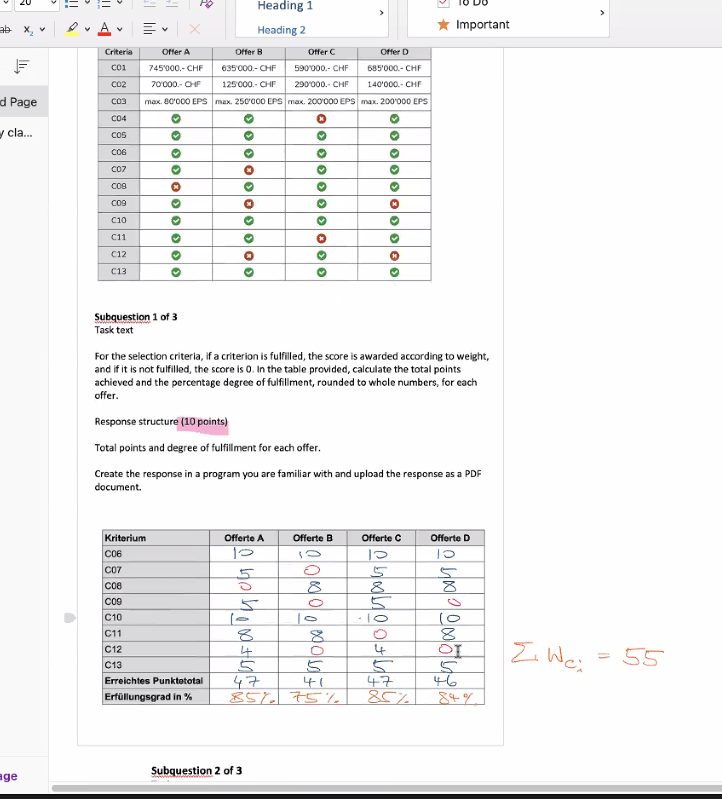 20
Heading 1
To Do
ab
x₂
A
Heading 2
Important
Criteria Offer A Offer B Offer C Offer D
C01 745'000.- CHF 635'000.- CHF 590'000.- CHF 685'000.- CHF
C02 70'000.- CHF 125'000.- CHF 290'000.- CHF 140'000.- CHF
d Page
C03 max. 80'000 EPS max. 250'000 EPS max. 200'000 EPS max. 200'000 EPS
C04
y cla...
C05
C06
C07
C08
C09
C10
C11
C12
C13
Subquestion 1 of 3
Task text
For the selection criteria, if a criterion is fulfilled, the score is awarded according to weight,
and if it is not fulfilled, the score is 0. In the table provided, calculate the total points
achieved and the percentage degree of fulfillment, rounded to whole numbers, for each
offer.
Response structure (10 points)
Total points and degree of fulfillment for each offer.
Create the response in a program you are familiar with and upload the response as a PDF
document.
Kriterium Offerte A Offerte B Offerte C Offerte D
C06 10 10 10 10
C07 5 0 5 5
C08 0 8 8 8
C09 5 0 5 0
C10 10 10 10 10
C11 8 8 0 8
C12 4 0 4 0
C13 5 5 5 5
Erreichtes Punktetotal 47 41 47 46
Erfüllungsgrad in % 85% 75% 85% 84%
Σ Wci = 55
Subquestion 2 of 3
age